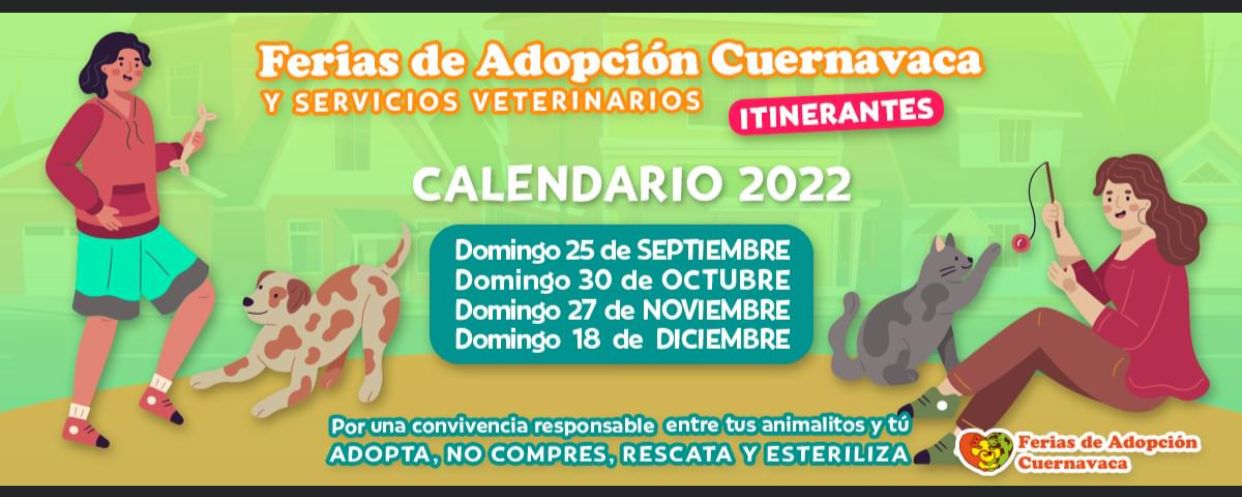 Ferias de Adopción Cuernavaca
Y SERVICIOS VETERINARIOS
ITINERANTES
CALENDARIO 2022
Domingo 25 de SEPTIEMBRE
Domingo 30 de OCTUBRE
Domingo 27 de NOVIEMBRE
Domingo 18 de DICIEMBRE
Por una convivencia responsable entre tus animalitos y tú
ADOPTA, NO COMPRES, RESCATA Y ESTERILIZA
Ferias de Adopción
Cuernavaca